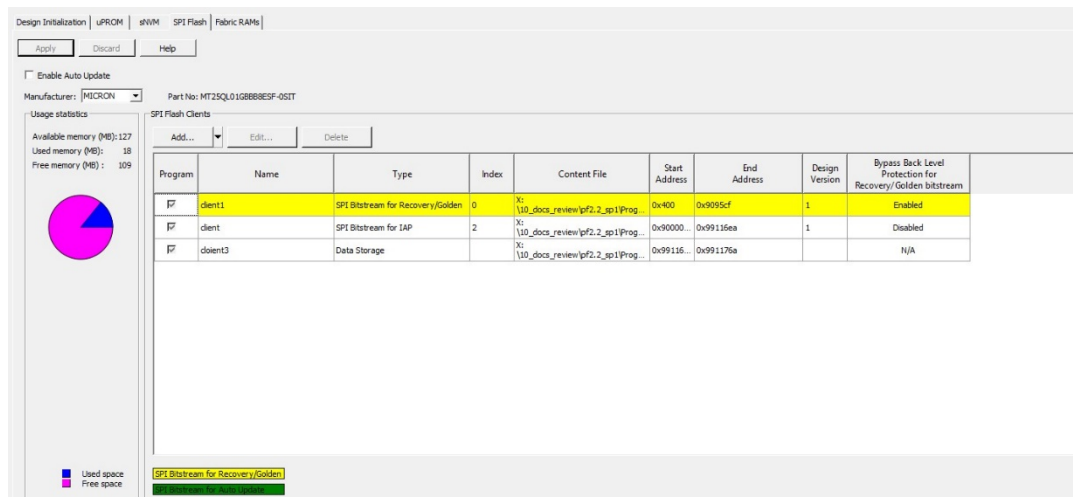 Design Initialization uPROM sNVM SPI Flash Fabric RAMs
Apply Discard Help
Enable Auto Update
Manufacturer: MICRON Part No: MT25QL01GBBB8ESF-0SIT
Usage statistics
Available memory (MB): 127
Used memory (MB): 18
Free memory (MB) : 109
Used space
Free space
SPI Flash Clients
Add... Edit... Delete
Program Name Type Index Content File Start Address End Address Design Version Bypass Back Level Protection for Recovery/Golden bitstream
client1 SPI Bitstream for Recovery/Golden 0 X: \10_docs_review\pf2.2_sp1\Prog... 0x400 0x9095cf 1 Enabled
client SPI Bitstream for IAP 2 X: \10_docs_review\pf2.2_sp1\Prog... 0x90000... 0x99116ea 1 Disabled
cloient3 Data Storage X: \10_docs_review\pf2.2_sp1\Prog... 0x99116... 0x991176a N/A
SPI Bitstream for Recovery/Golden
SPI Bitstream for Auto Update